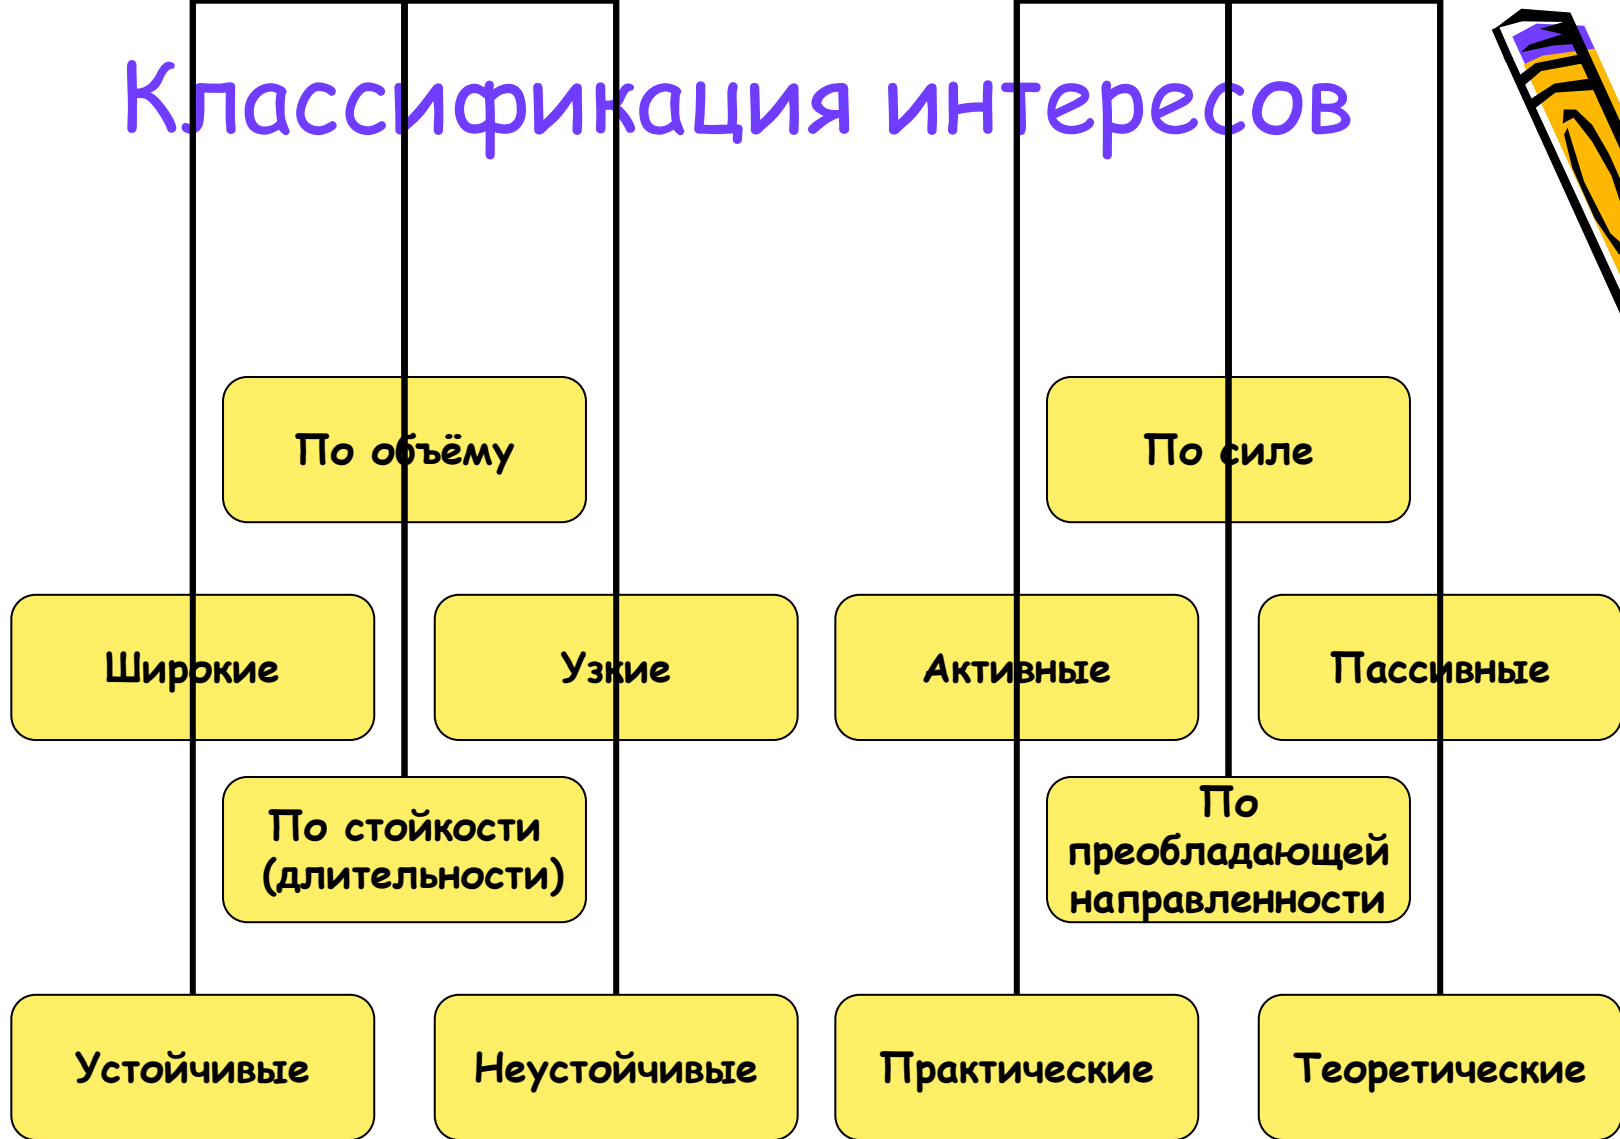 Классификация интересов
По объёму
По силе
Широкие
Узкие
Активные
Пассивные
По стойкости
(длительности)
По
преобладающей
направленности
Устойчивые
Неустойчивые
Практические
Теоретические